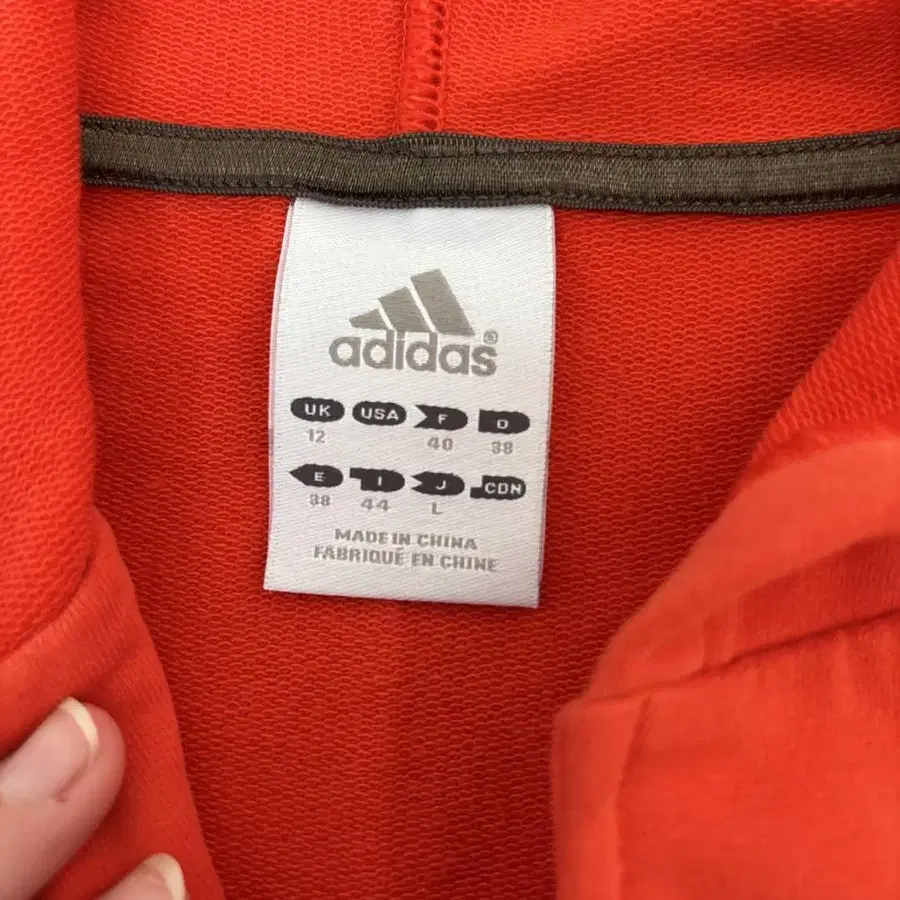 adidas®
UK USA F D
12 40 38
E I J CDN
38 44 L
MADE IN CHINA
FABRIQUÉ EN CHINE